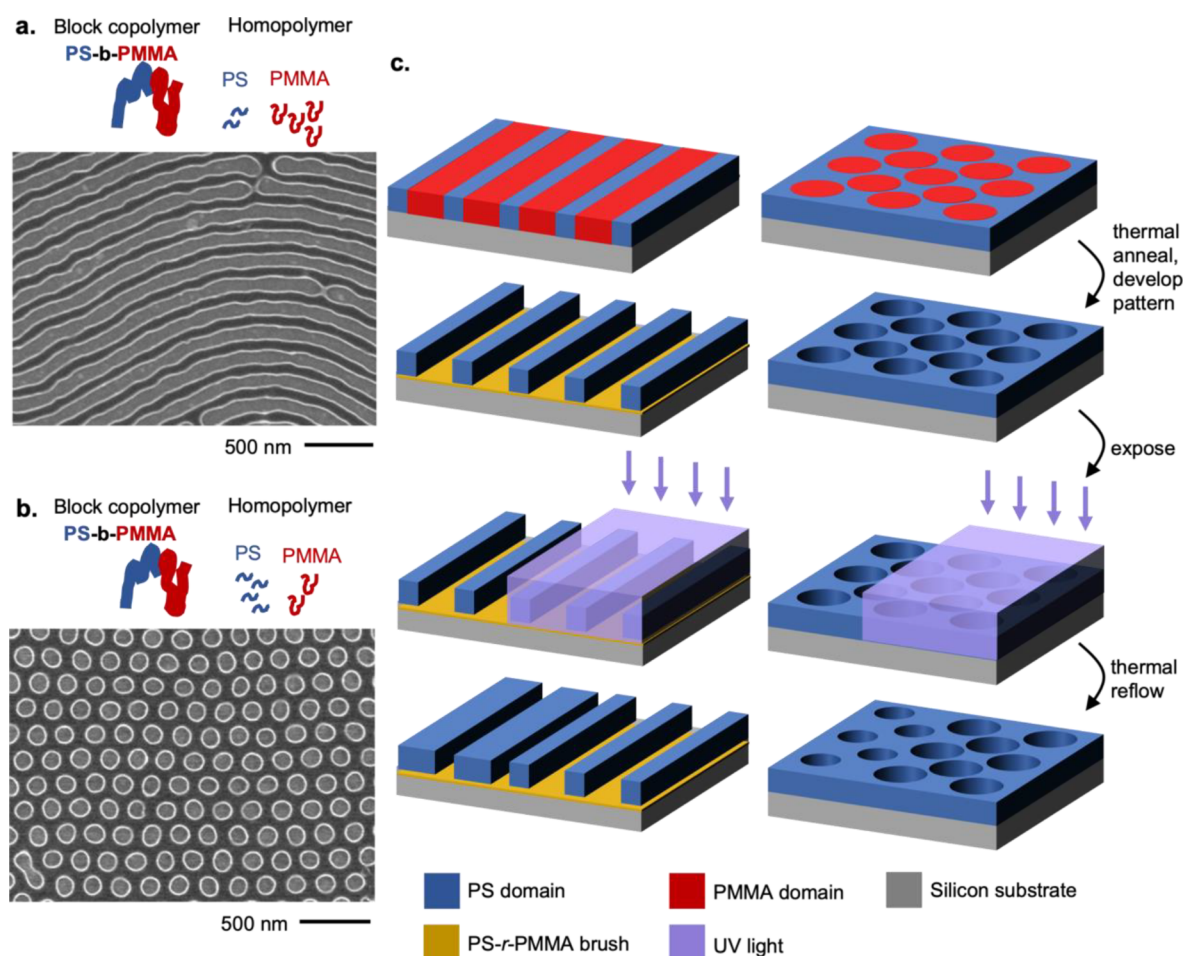 a.
Block copolymer
Homopolymer
PS-b-PMMA
PS
PMMA
500 nm
b.
Block copolymer
Homopolymer
PS-b-PMMA
PS
PMMA
500 nm
c.
thermal
anneal,
develop
pattern
expose
thermal
reflow
PS domain
PMMA domain
Silicon substrate
PS-r-PMMA brush
UV light